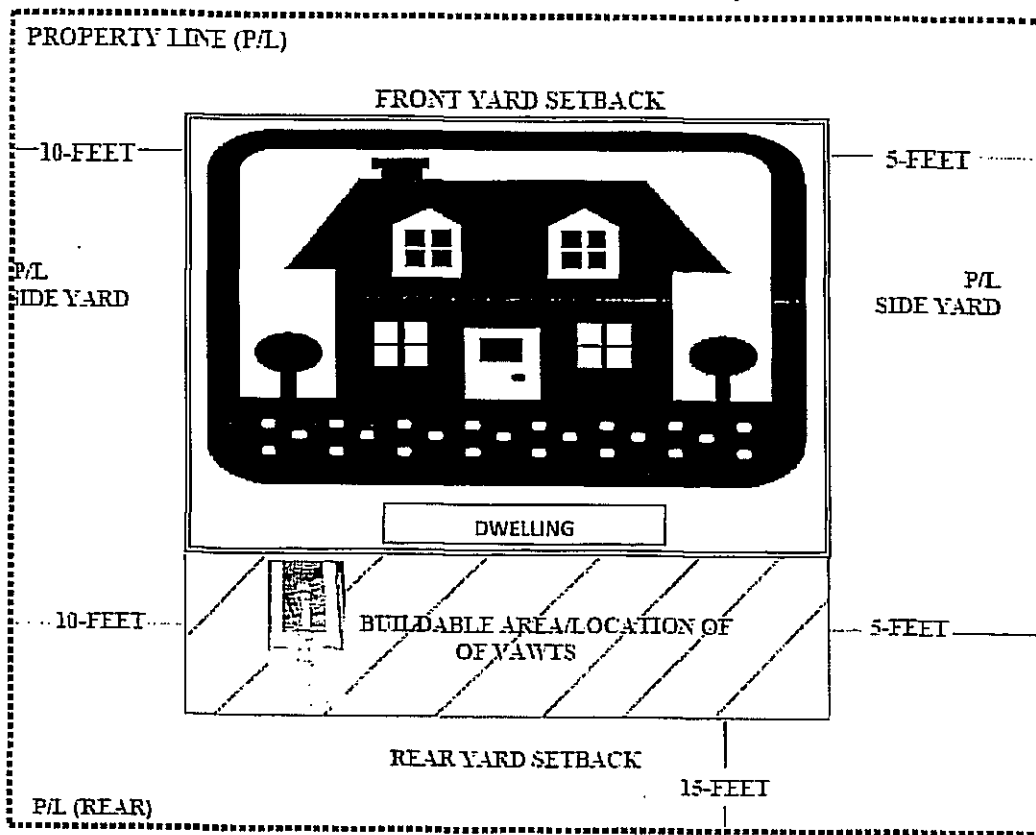 PROPERTY LINE (P/L)
FRONT YARD SETBACK
10-FEET
5-FEET
P/L
SIDE YARD
P/L
SIDE YARD
DWELLING
10-FEET
BUILDABLE AREA/LOCATION OF
OF VAWTS
5-FEET
REAR YARD SETBACK
15-FEET
P/L (REAR)